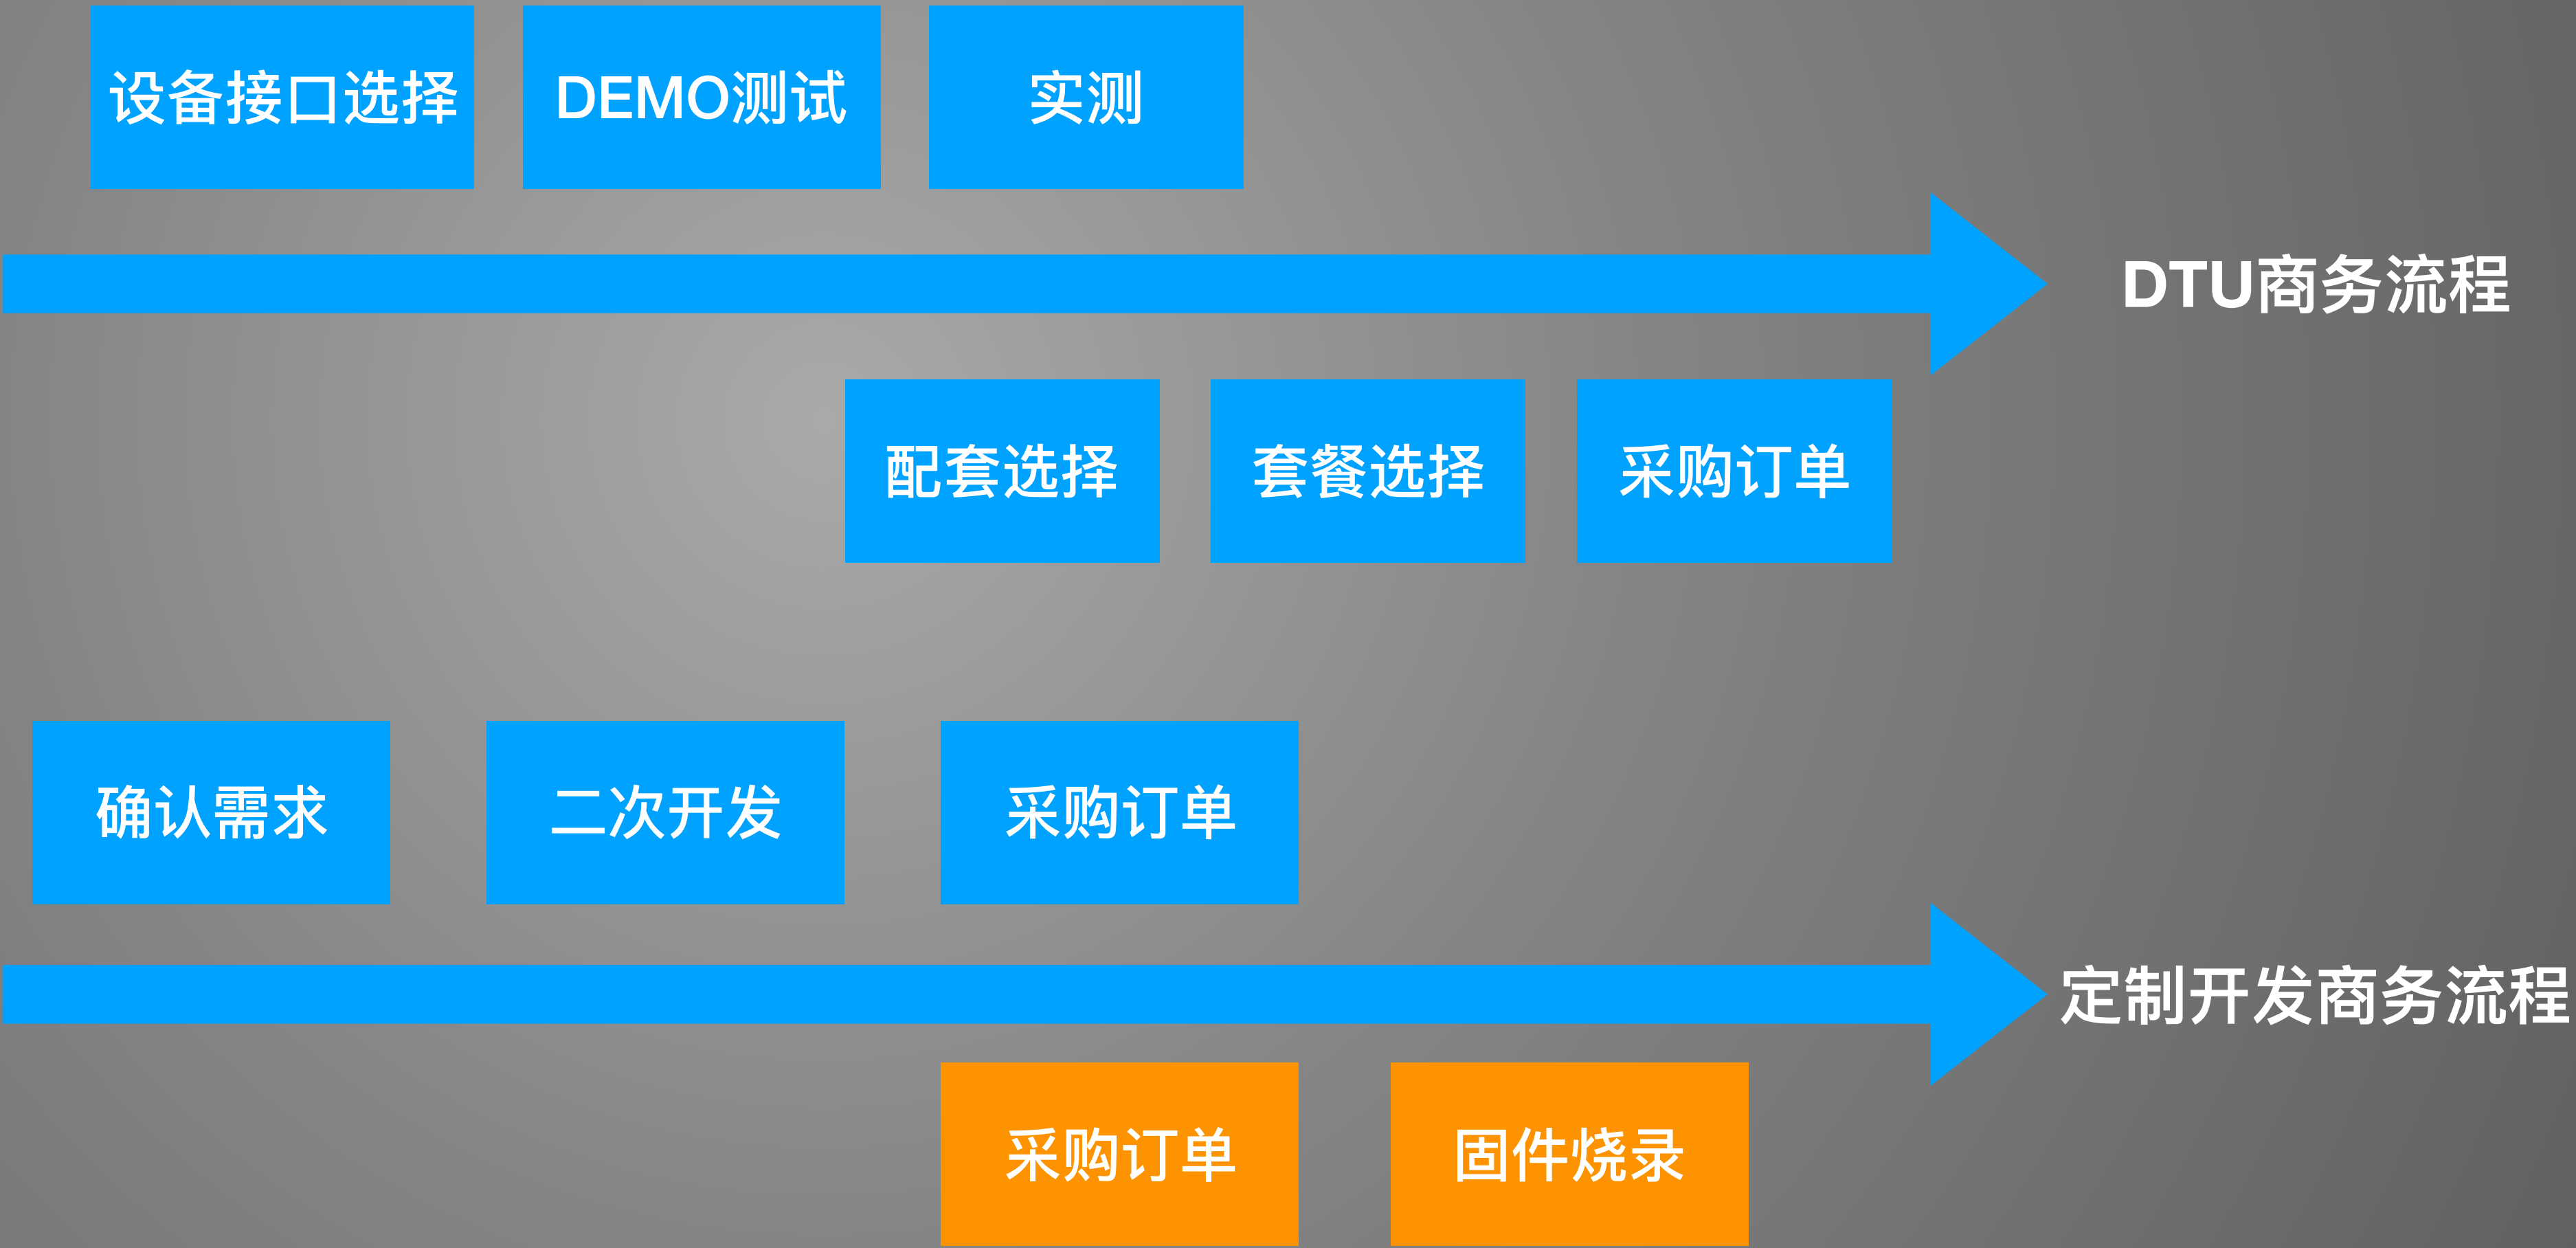 设备接口选择
DEMO测试
实测
DTU商务流程
配套选择
套餐选择
采购订单
确认需求
二次开发
采购订单
定制开发商务流程
采购订单
固件烧录